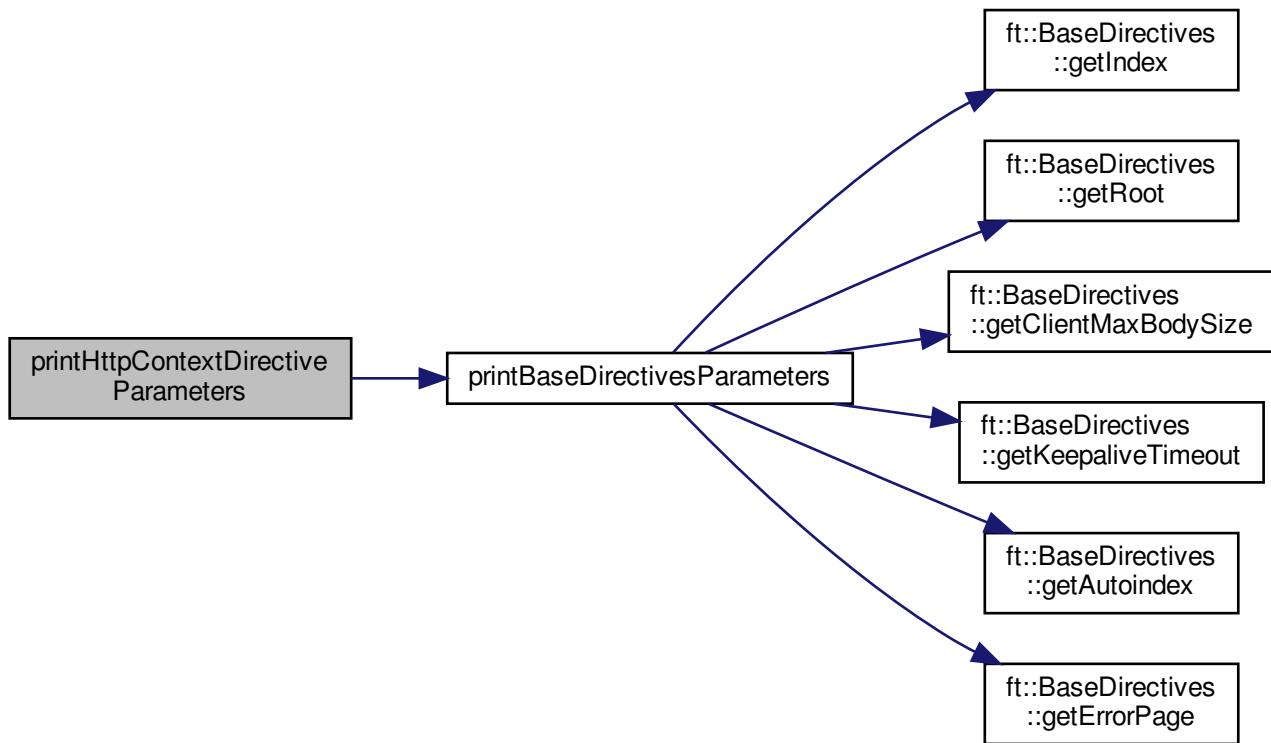 printHttpContextDirective
Parameters
printBaseDirectivesParameters
ft::BaseDirectives
::getIndex
ft::BaseDirectives
::getRoot
ft::BaseDirectives
::getClientMaxBodySize
ft::BaseDirectives
::getKeepaliveTimeout
ft::BaseDirectives
::getAutoindex
ft::BaseDirectives
::getErrorPage